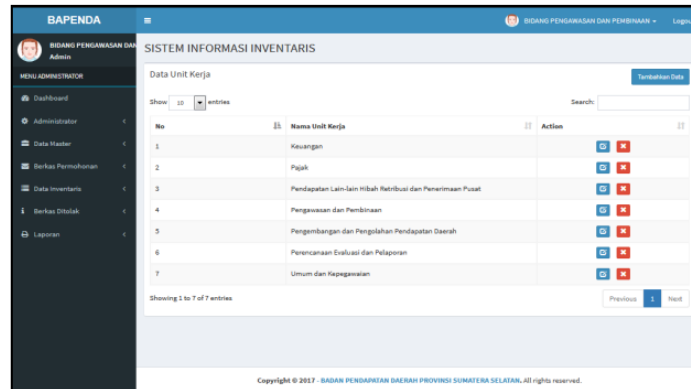 BAPENDA
BIDANG PENGAWASAN DAN PEMBINAAN
BIDANG PENGAWASAN DAN
Admin
SISTEM INFORMASI INVENTARIS
MENU ADMINISTRATOR
Dashboard
Administrator
Data Master
Berkas Permohonan
Data Inventaris
Berkas Ditolak
Laporan
Data Unit Kerja
Tambahkan Data
Show 10 entries
Search:
No Nama Unit Kerja Action
1 Keuangan
2 Pajak
3 Pendapatan Lain-lain Hibah Retribusi dan Penerimaan Pusat
4 Pengawasan dan Pembinaan
5 Pengembangan dan Pengolahan Pendapatan Daerah
6 Perencanaan Evaluasi dan Pelaporan
7 Umum dan Kepegawaian
Showing 1 to 7 of 7 entries
Previous 1 Next
Copyright © 2017 - BADAN PENDAPATAN DAERAH PROVINSI SUMATERA SELATAN. All rights reserved.